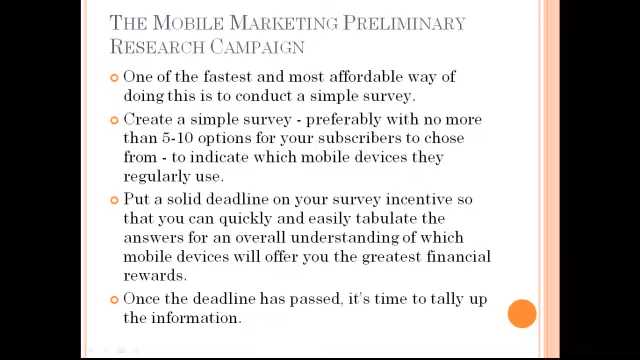 THE MOBILE MARKETING PRELIMINARY
RESEARCH CAMPAIGN
One of the fastest and most affordable way of
doing this is to conduct a simple survey.
Create a simple survey - preferably with no more
than 5-10 options for your subscribers to chose
from - to indicate which mobile devices they
regularly use.
Put a solid deadline on your survey incentive so
that you can quickly and easily tabulate the
answers for an overall understanding of which
mobile devices will offer you the greatest financial
rewards.
Once the deadline has passed, it's time to tally up
the information.